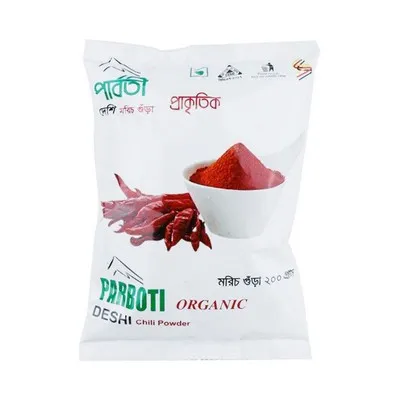 পার্বতী
দেশি মরিচ গুঁড়া
প্রাকৃতিক
মরিচ গুঁড়া ২০০ গ্রাম
PARBOTI
ORGANIC
DESHI Chili Powder